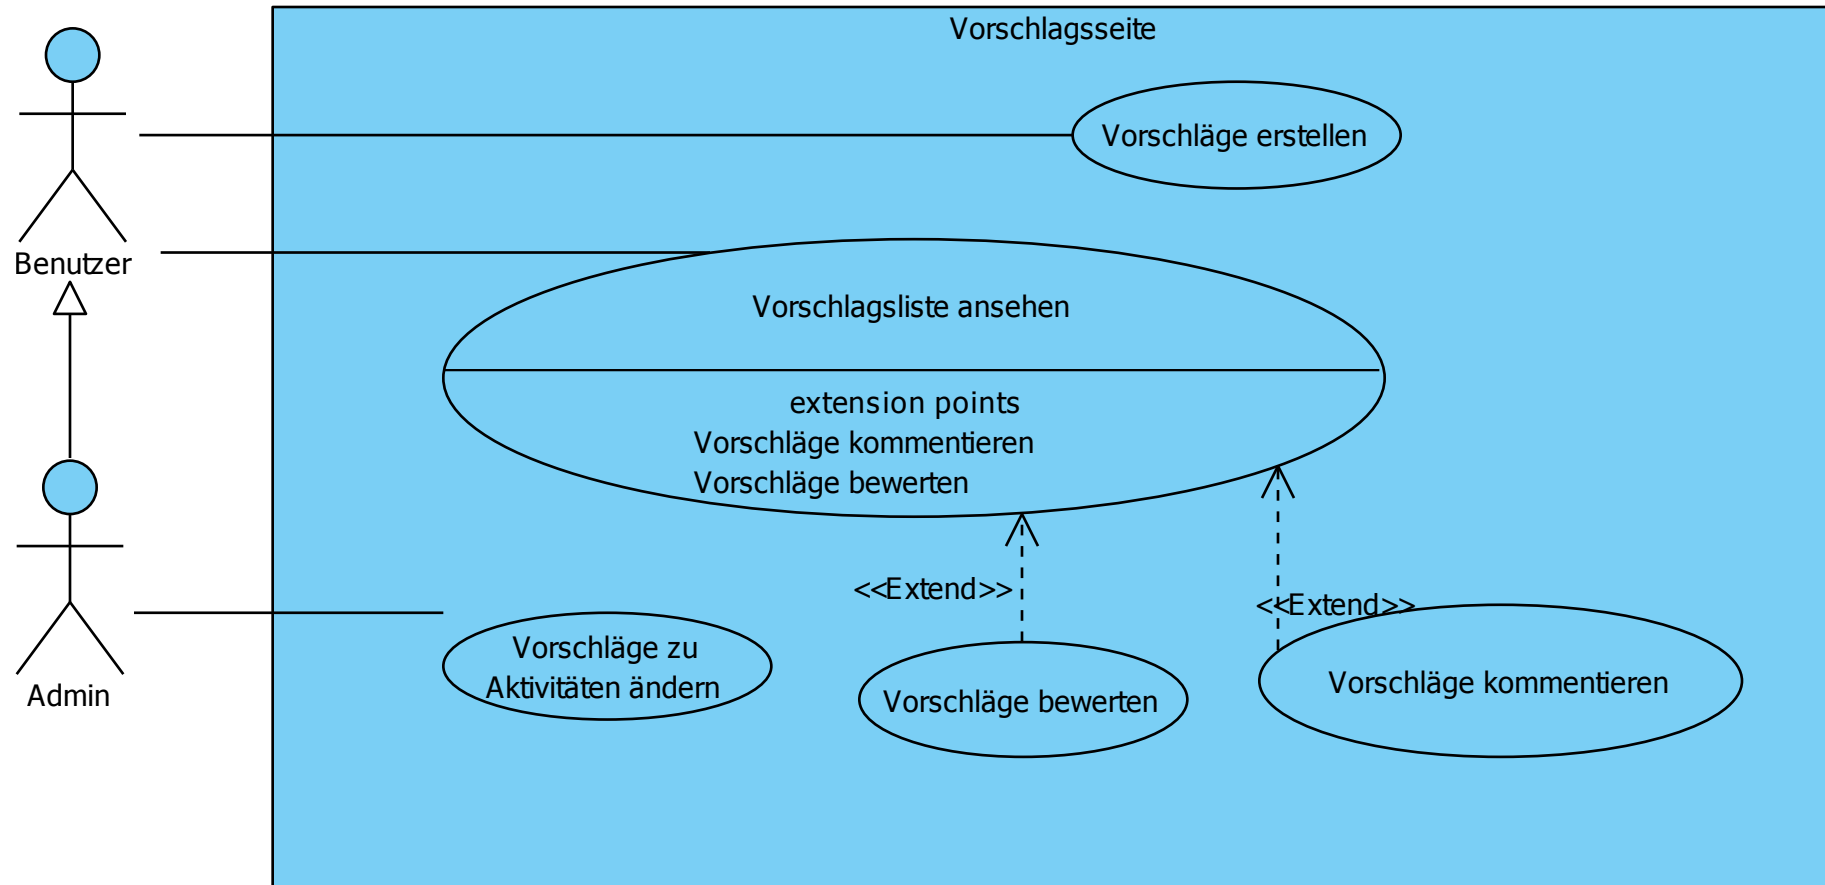 Vorschlagsseite
Vorschläge erstellen
Benutzer
Vorschlagsliste ansehen
extension points
Vorschläge kommentieren
Vorschläge bewerten
<<Extend>>
<<Extend>>
Vorschläge zu
Aktivitäten ändern
Vorschläge bewerten
Vorschläge kommentieren
Admin